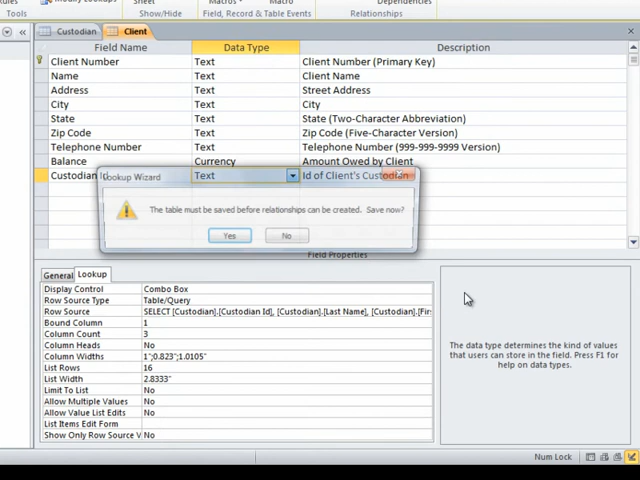 Modify Lookups
Sheet
Macros
Dependencies
Tools
Show/Hide
Field, Record & Table Events
Relationships
Custodian
Client
Field Name Data Type Description
Client Number Text Client Number (Primary Key)
Name Text Client Name
Address Text Street Address
City Text City
State Text State (Two-Character Abbreviation)
Zip Code Text Zip Code (Five-Character Version)
Telephone Number Text Telephone Number (999-999-9999 Version)
Balance Currency Amount Owed by Client
Custodian Id Text Id of Client's Custodian
Lookup Wizard
The table must be saved before relationships can be created. Save now?
Yes No
Field Properties
General Lookup
Display Control Combo Box
Row Source Type Table/Query
Row Source SELECT [Custodian].[Custodian Id], [Custodian].[Last Name], [Custodian].[Fir
Bound Column 1
Column Count 3
Column Heads No
Column Widths 1";0.823";1.0105"
List Rows 16
List Width 2.8333"
Limit To List No
Allow Multiple Values No
Allow Value List Edits No
List Items Edit Form
Show Only Row Source V No
The data type determines the kind of values
that users can store in the field. Press F1 for
help on data types.
Num Lock